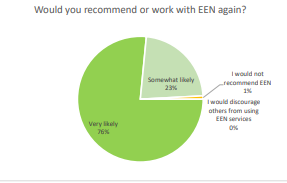 Would you recommend or work with EEN again?
Somewhat likely
23%
I would not
recommend EEN
1%
I would discourage
others from using
EEN services
0%
Very likely
76%